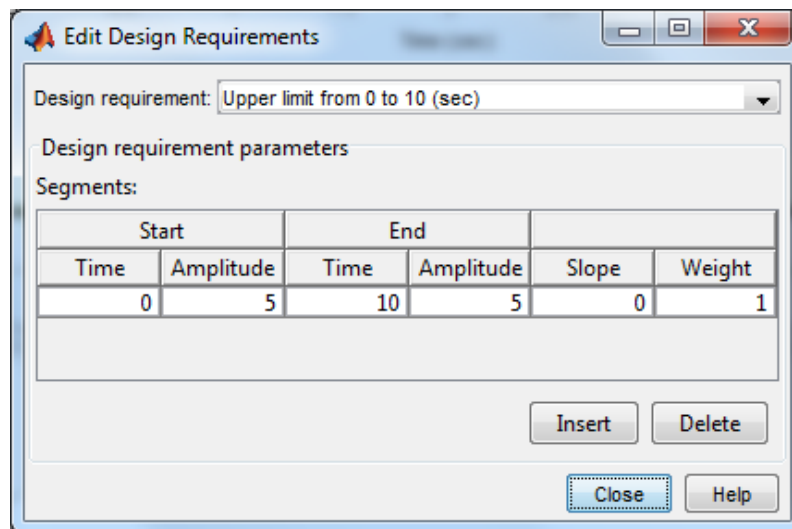 Edit Design Requirements
Design requirement: Upper limit from 0 to 10 (sec)
Design requirement parameters
Segments:
Start End
Time Amplitude Time Amplitude Slope Weight
0 5 10 5 0 1
Insert Delete
Close Help